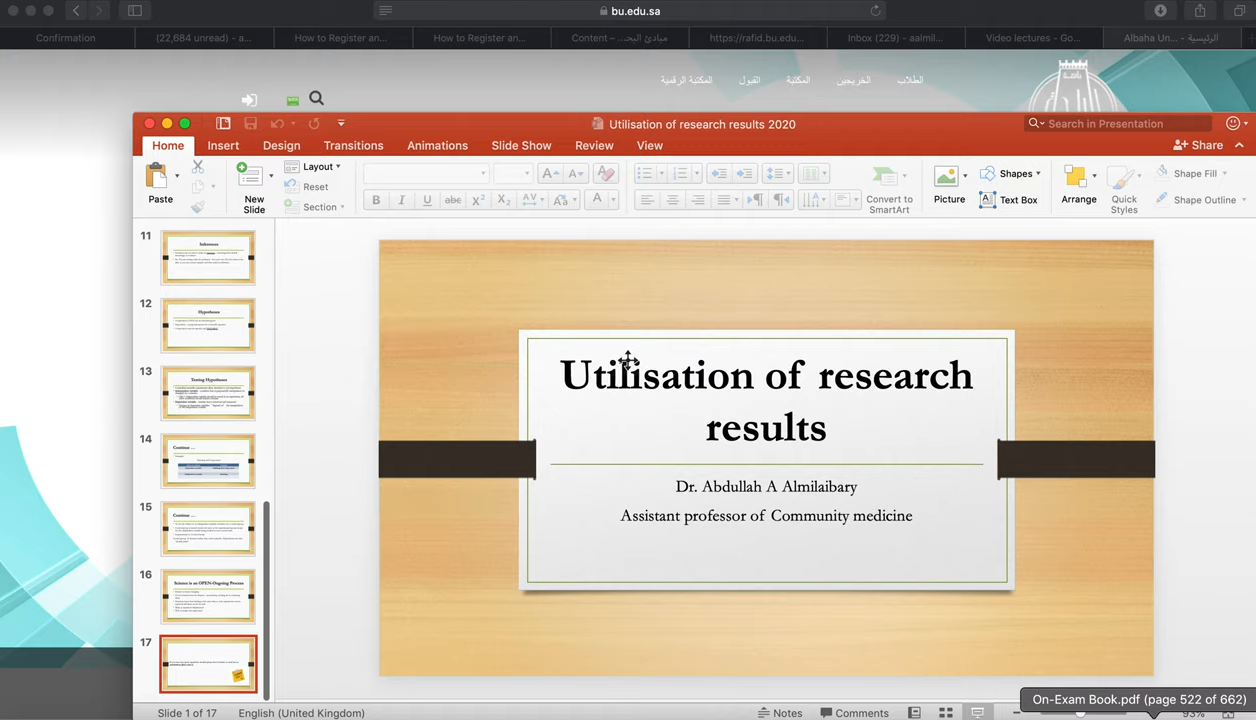 bu.edu.sa
Confirmation
(22,684 unread) - a...
How to Register an...
How to Register an...
Content – ...مبادئ البحـ
https://rafid.bu.edu...
Inbox (229) – aalmil...
Video lectures - Go...
Albaha Un... - الرئيسية
الطلاب
الخريجين
المكتبة
القبول
المكتبة الرقمية
Utilisation of research results 2020
Search in Presentation
Home
Insert
Design
Transitions
Animations
Slide Show
Review
View
Share
Paste
New
Slide
Layout
Reset
Section
Convert to
SmartArt
Picture
Shapes
Text Box
Arrange
Quick
Styles
Shape Fill
Shape Outline
11
Inferences
12
Hypotheses
13
Testing Hypotheses
14
Continue ...
15
Continue ...
16
Science is an OPEN-Ongoing Process
17
Utilisation of research
results
Dr. Abdullah A Almilaibary
Assistant professor of Community medicine
Slide 1 of 17
English (United Kingdom)
Notes
Comments
On-Exam Book.pdf (page 522 of 662)
93%